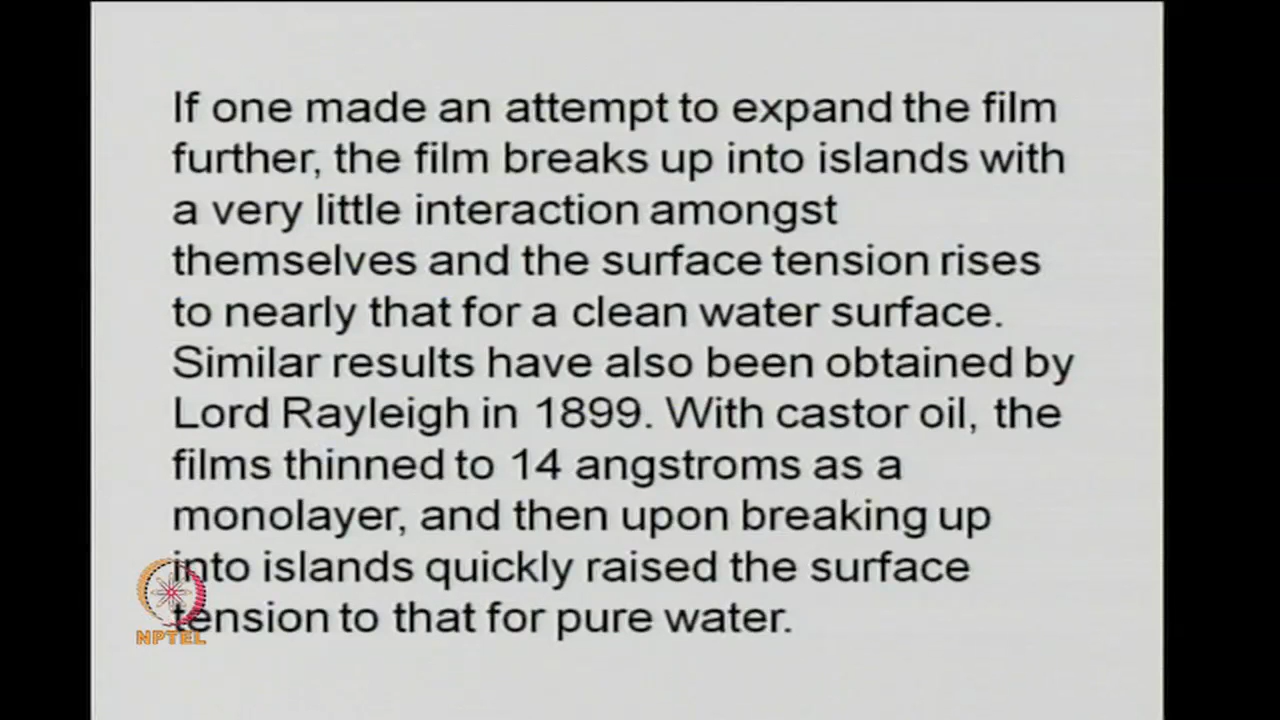 If one made an attempt to expand the film
further, the film breaks up into islands with
a very little interaction amongst
themselves and the surface tension rises
to nearly that for a clean water surface.
Similar results have also been obtained by
Lord Rayleigh in 1899. With castor oil, the
films thinned to 14 angstroms as a
monolayer, and then upon breaking up
into islands quickly raised the surface
tension to that for pure water.
NPTEL